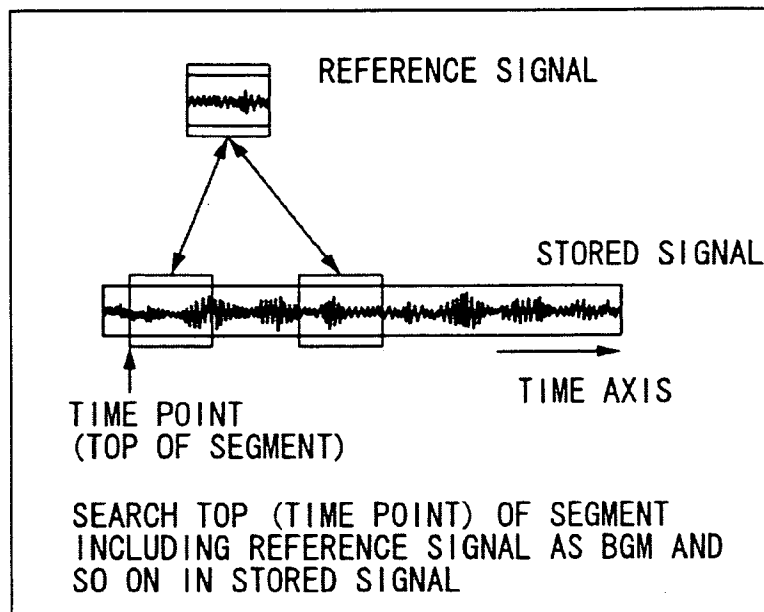 REFERENCE SIGNAL
STORED SIGNAL
TIME AXIS
TIME POINT
(TOP OF SEGMENT)
SEARCH TOP (TIME POINT) OF SEGMENT
INCLUDING REFERENCE SIGNAL AS BGM AND
SO ON IN STORED SIGNAL